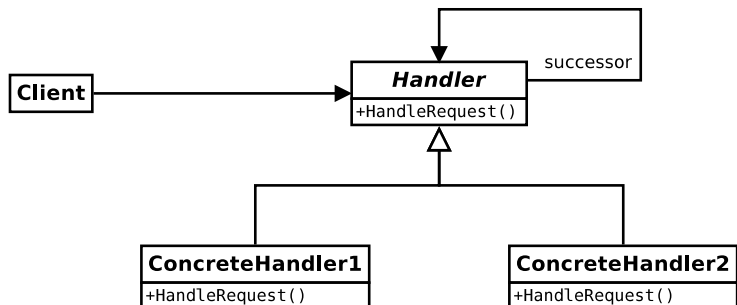 successor
Handler
Client
+HandleRequest()
ConcreteHandler1
+HandleRequest()
ConcreteHandler2
+HandleRequest()